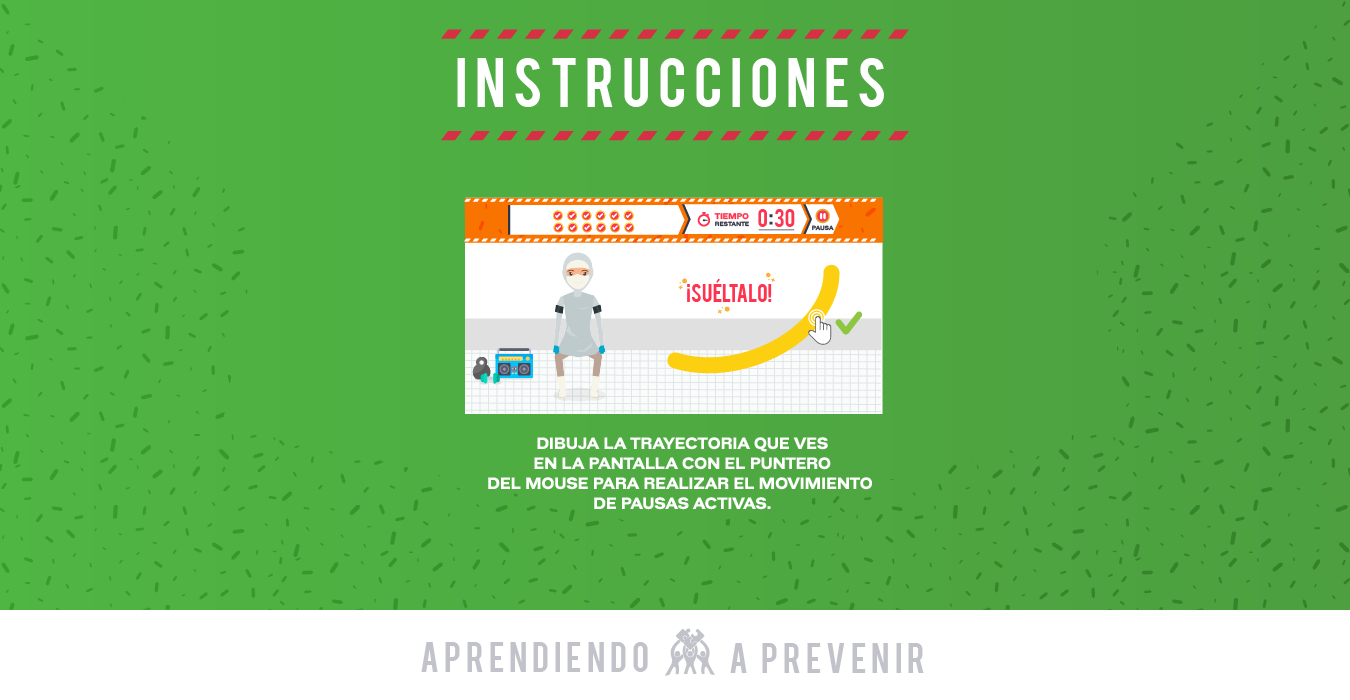 INSTRUCCIONES
TIEMPO
RESTANTE
0:30
PAUSA
¡SUÉLTALO!
DIBUJA LA TRAYECTORIA QUE VES
EN LA PANTALLA CON EL PUNTERO
DEL MOUSE PARA REALIZAR EL MOVIMIENTO
DE PAUSAS ACTIVAS.
APRENDIENDO A PREVENIR